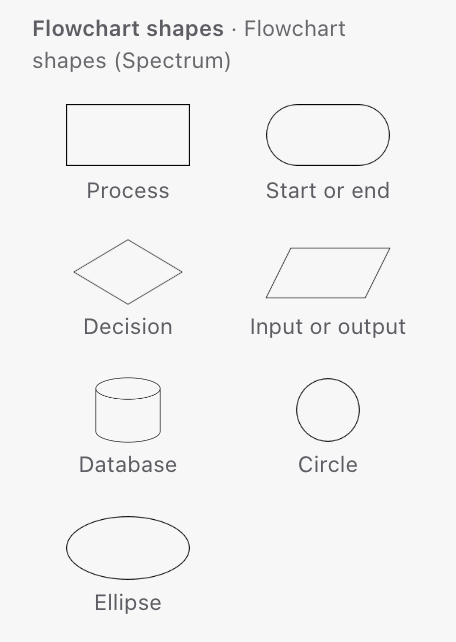 Flowchart shapes · Flowchart
shapes (Spectrum)
Process
Start or end
Decision
Input or output
Database
Circle
Ellipse